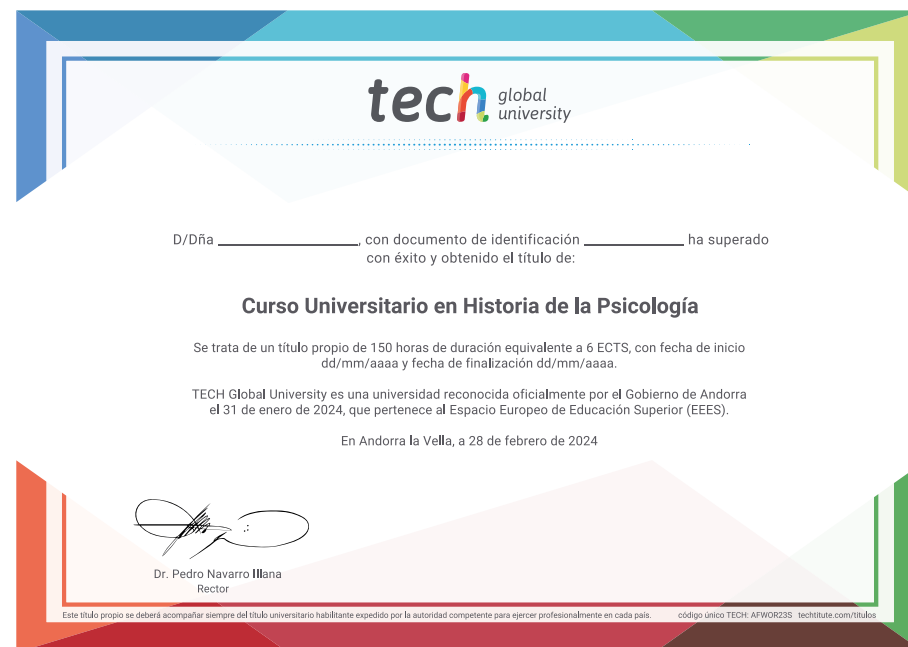 tech global
university
D/Dña ____________________, con documento de identificación ______________ ha superado
con éxito y obtenido el título de:
Curso Universitario en Historia de la Psicología
Se trata de un título propio de 150 horas de duración equivalente a 6 ECTS, con fecha de inicio
dd/mm/aaaa y fecha de finalización dd/mm/aaaa.
TECH Global University es una universidad reconocida oficialmente por el Gobierno de Andorra
el 31 de enero de 2024, que pertenece al Espacio Europeo de Educación Superior (EEES).
En Andorra la Vella, a 28 de febrero de 2024
Dr. Pedro Navarro Illana
Rector
Este título propio se deberá acompañar siempre del título universitario habilitante expedido por la autoridad competente para ejercer profesionalmente en cada país. código único TECH: AFWOR23S techtitute.com/titulos